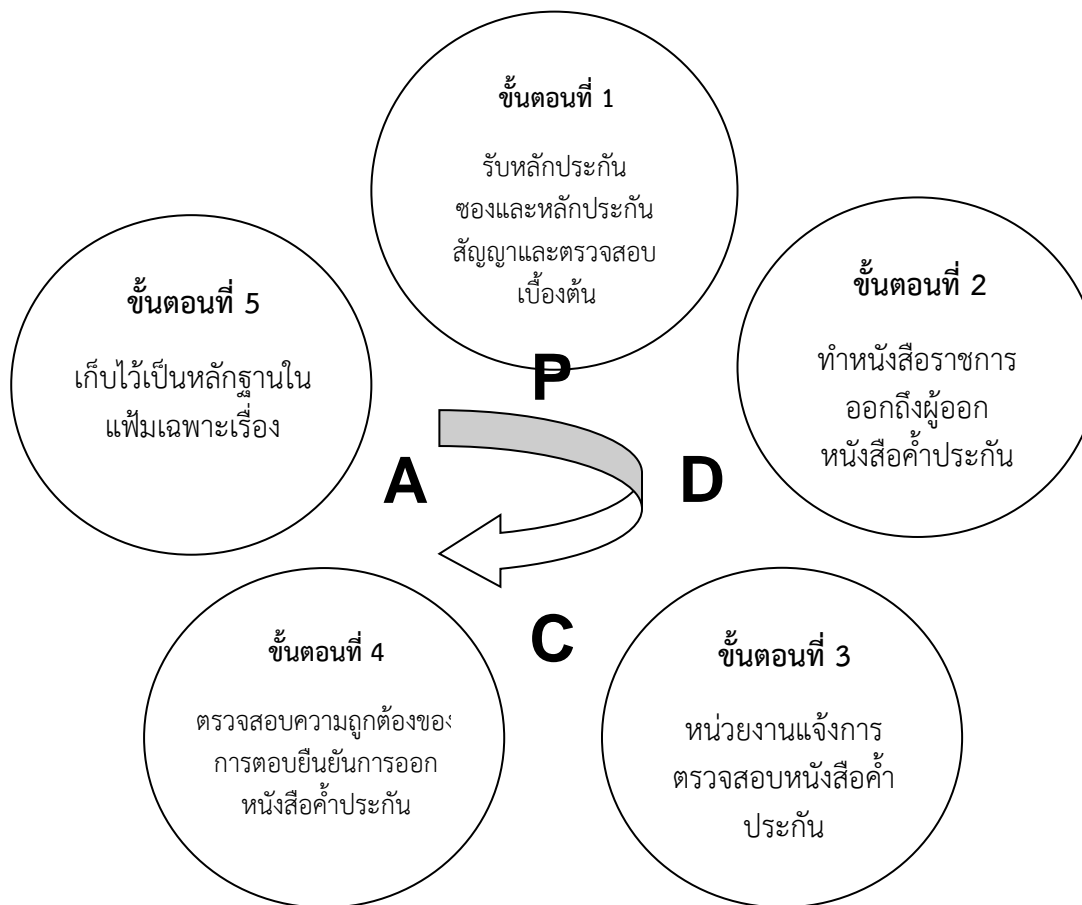 ขั้นตอนที่ 1
รับหลักประกัน
ซองและหลักประกัน
สัญญาและตรวจสอบ
เบื้องต้น
ขั้นตอนที่ 2
ทำหนังสือราชการ
ออกถึงผู้ออก
หนังสือค้ำประกัน
ขั้นตอนที่ 3
หน่วยงานแจ้งการ
ตรวจสอบหนังสือค้ำ
ประกัน
ขั้นตอนที่ 4
ตรวจสอบความถูกต้องของ
การตอบยืนยันการออก
หนังสือค้ำประกัน
ขั้นตอนที่ 5
เก็บไว้เป็นหลักฐานใน
แฟ้มเฉพาะเรื่อง
P
D
C
A